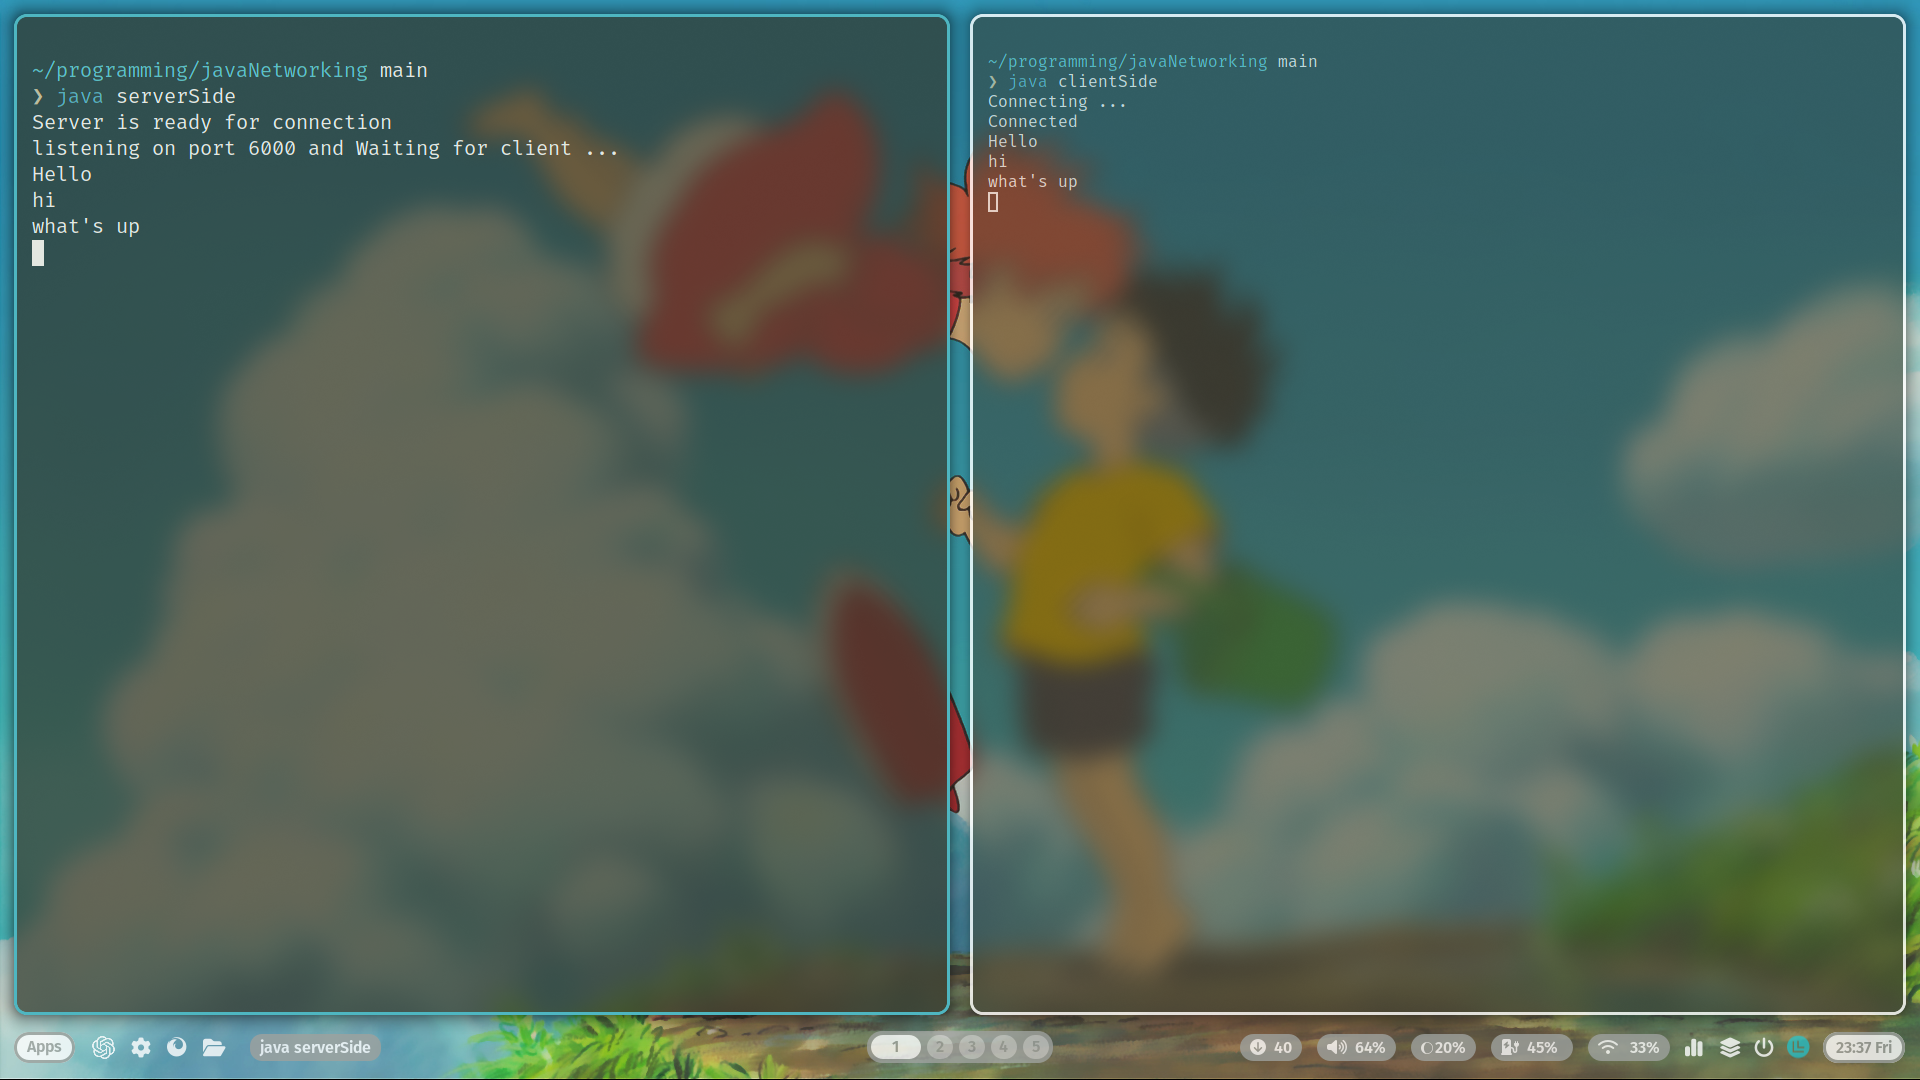 ~/programming/javaNetworking main
❯ java serverSide
Server is ready for connection
listening on port 6000 and Waiting for client ...
Hello
hi
what's up
~/programming/javaNetworking main
❯ java clientSide
Connecting ...
Connected
Hello
hi
what's up
Apps java serverSide 1 2 3 4 5 40 64% 20% 45% 33% 23:37 Fri